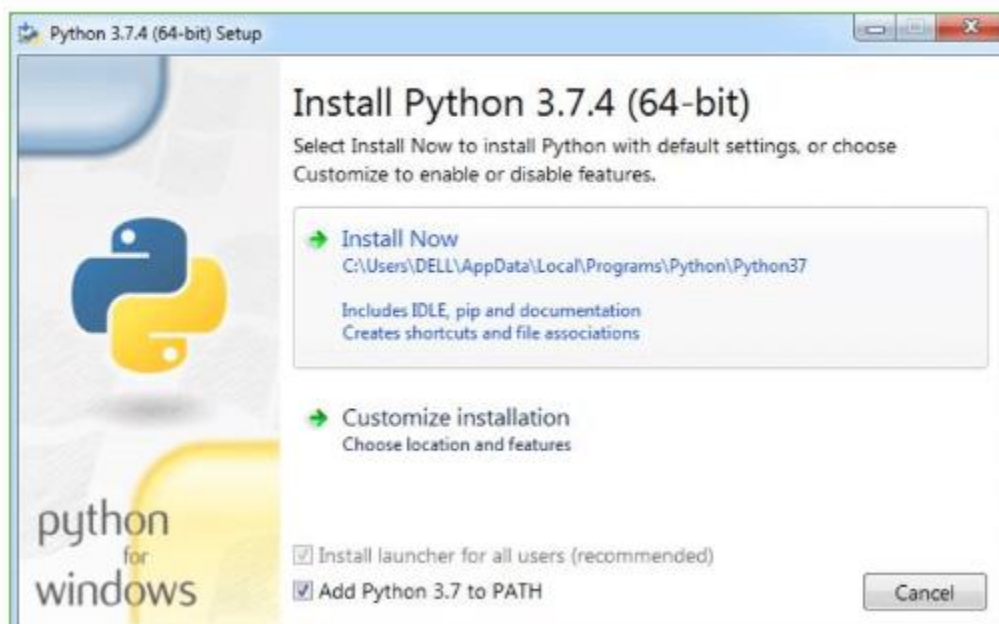 Python 3.7.4 (64-bit) Setup
Install Python 3.7.4 (64-bit)
Select Install Now to install Python with default settings, or choose
Customize to enable or disable features.
Install Now
C:\Users\DELL\AppData\Local\Programs\Python\Python37
Includes IDLE, pip and documentation
Creates shortcuts and file associations
Customize installation
Choose location and features
python
for
windows
Install launcher for all users (recommended)
Add Python 3.7 to PATH
Cancel